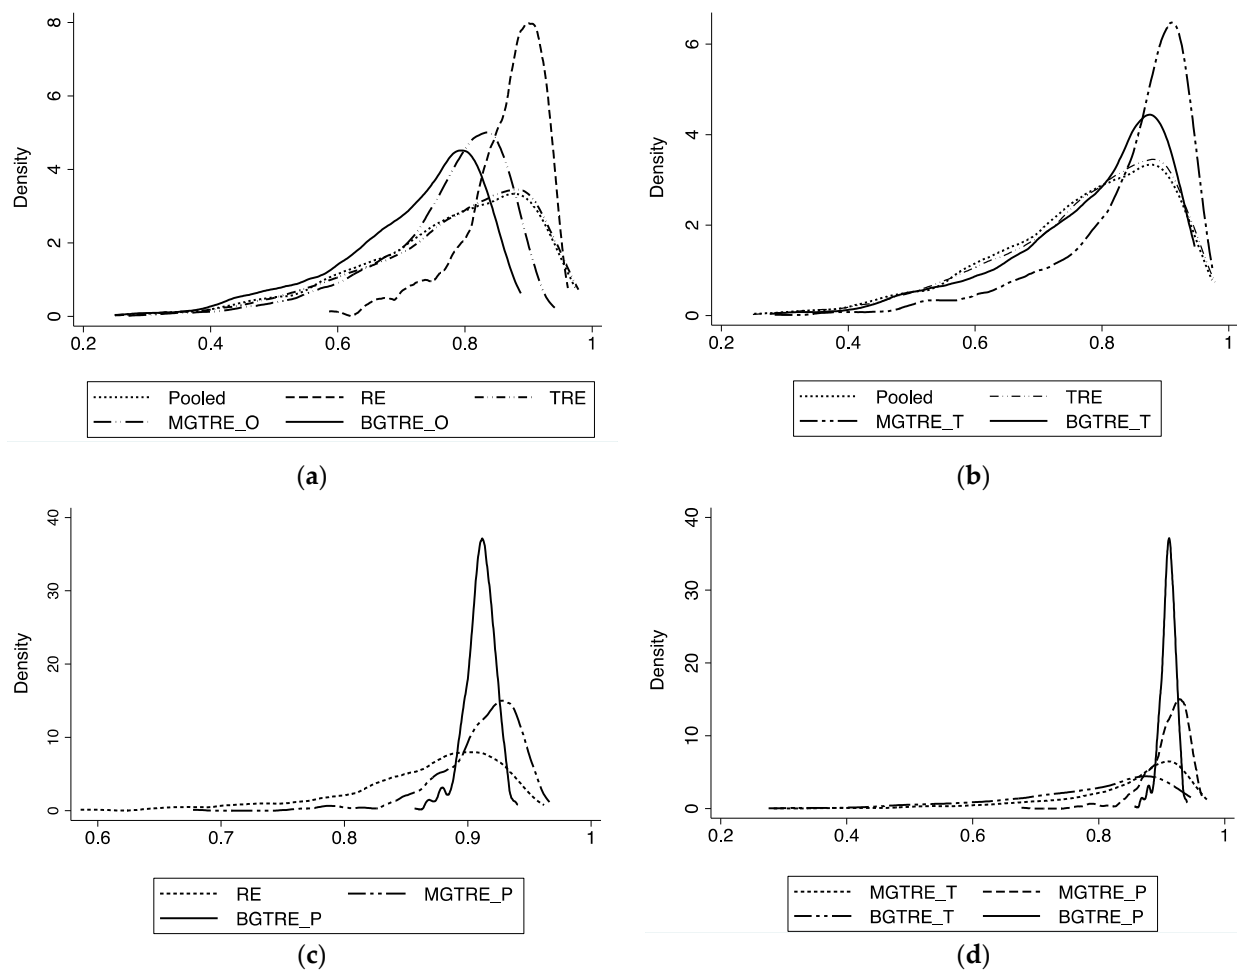 8
6
4
2
0
Density
0.2 0.4 0.6 0.8 1
Pooled RE TRE
MGTRE_O BGTRE_O
(a)
6
4
2
0
Density
0.2 0.4 0.6 0.8 1
Pooled TRE
MGTRE_T BGTRE_T
(b)
40
30
20
10
0
Density
0.6 0.7 0.8 0.9 1
RE MGTRE_P
BGTRE_P
(c)
40
30
20
10
0
Density
0.2 0.4 0.6 0.8 1
MGTRE_T MGTRE_P
BGTRE_T BGTRE_P
(d)